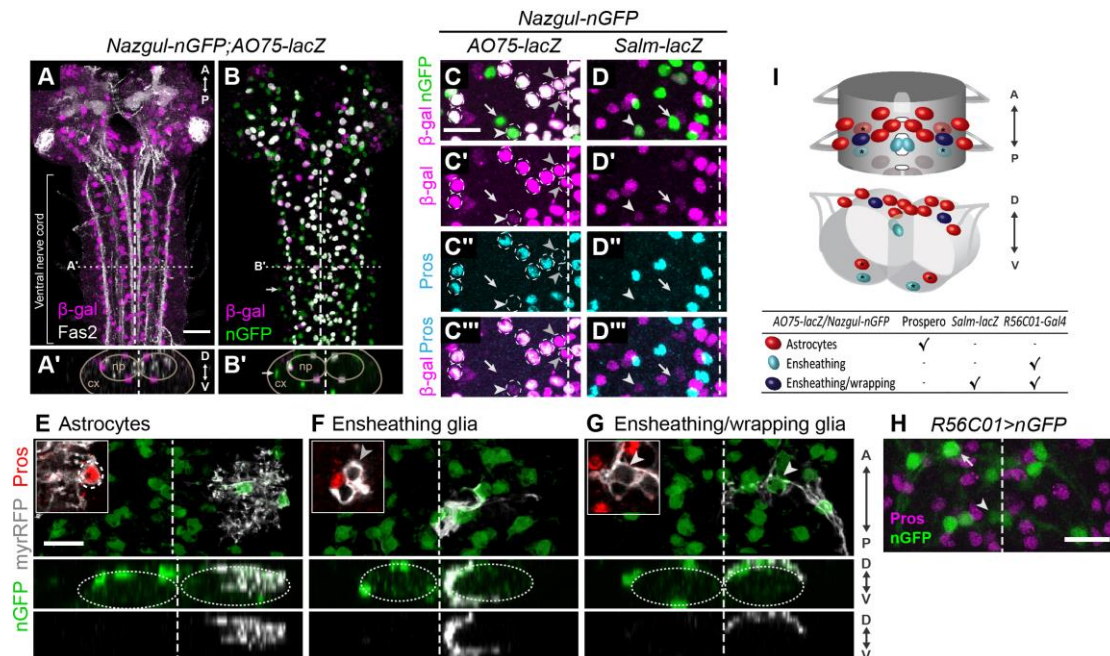 Nazgul-nGFP;AO75-lacZ
A
A
P
Ventral nerve cord
A'
β-gal
Fas2
A'
np
cx
D
V
B
B'
β-gal
nGFP
B'
np
cx
Nazgul-nGFP
AO75-lacZ
Salm-lacZ
β-gal nGFP
C
D
β-gal
C'
D'
Pros
C''
D''
β-gal Pros
C'''
D'''
I
A
P
D
V
AO75-lacZ/Nazgul-nGFP Prospero Salm-lacZ R56C01-Gal4
Astrocytes ✓ - -
Ensheathing - - ✓
Ensheathing/wrapping - ✓ ✓
E Astrocytes
F Ensheathing glia
G Ensheathing/wrapping glia
nGFP myrRFP Pros
A
P
D
V
D
V
H R56C01>nGFP
Pros
nGFP